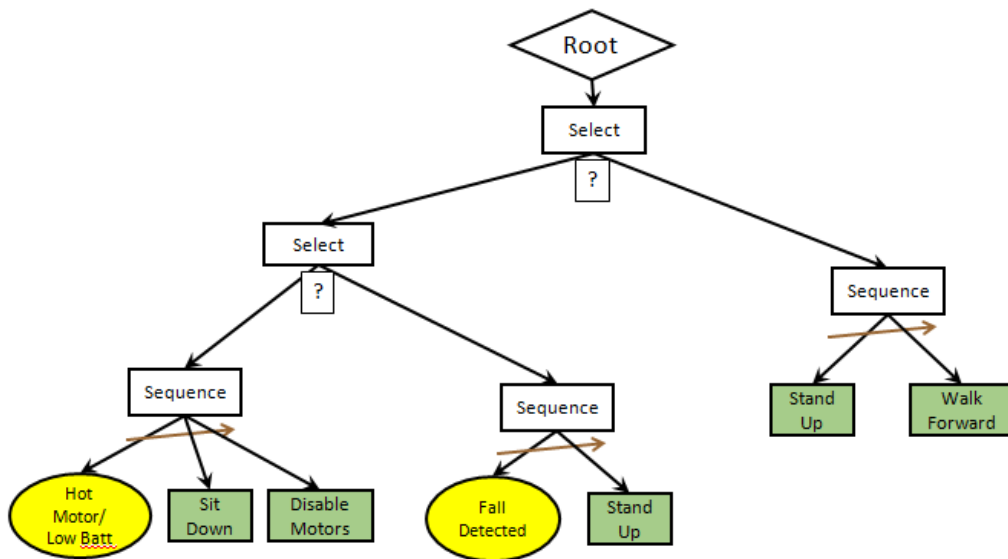 Root
Select
?
Select
?
Sequence
Sequence
Sequence
Stand
Up
Walk
Forward
Hot
Motor/
Low Batt
Sit
Down
Disable
Motors
Fall
Detected
Stand
Up